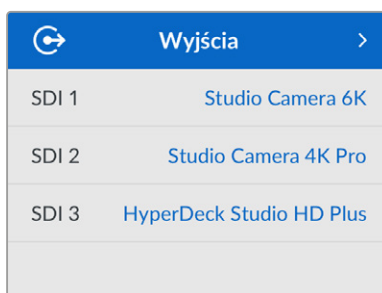 Wyjścia
SDI 1 Studio Camera 6K
SDI 2 Studio Camera 4K Pro
SDI 3 HyperDeck Studio HD Plus